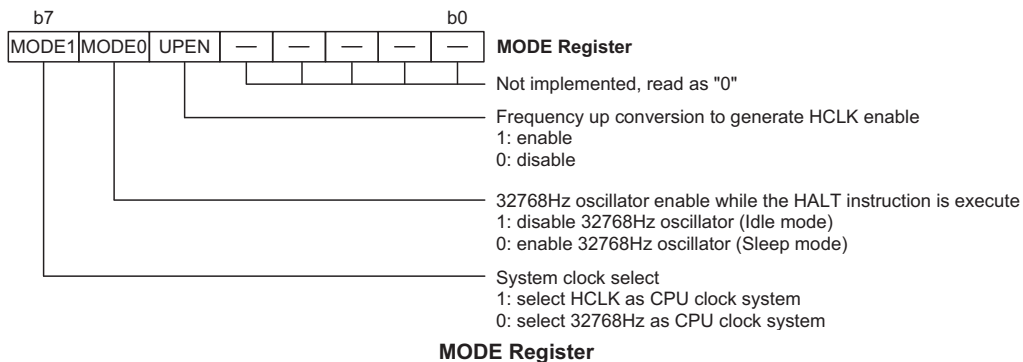 b7 b0
MODE1 MODE0 UPEN — — — — — MODE Register
Not implemented, read as "0"
Frequency up conversion to generate HCLK enable
1: enable
0: disable
32768Hz oscillator enable while the HALT instruction is execute
1: disable 32768Hz oscillator (Idle mode)
0: enable 32768Hz oscillator (Sleep mode)
System clock select
1: select HCLK as CPU clock system
0: select 32768Hz as CPU clock system
MODE Register